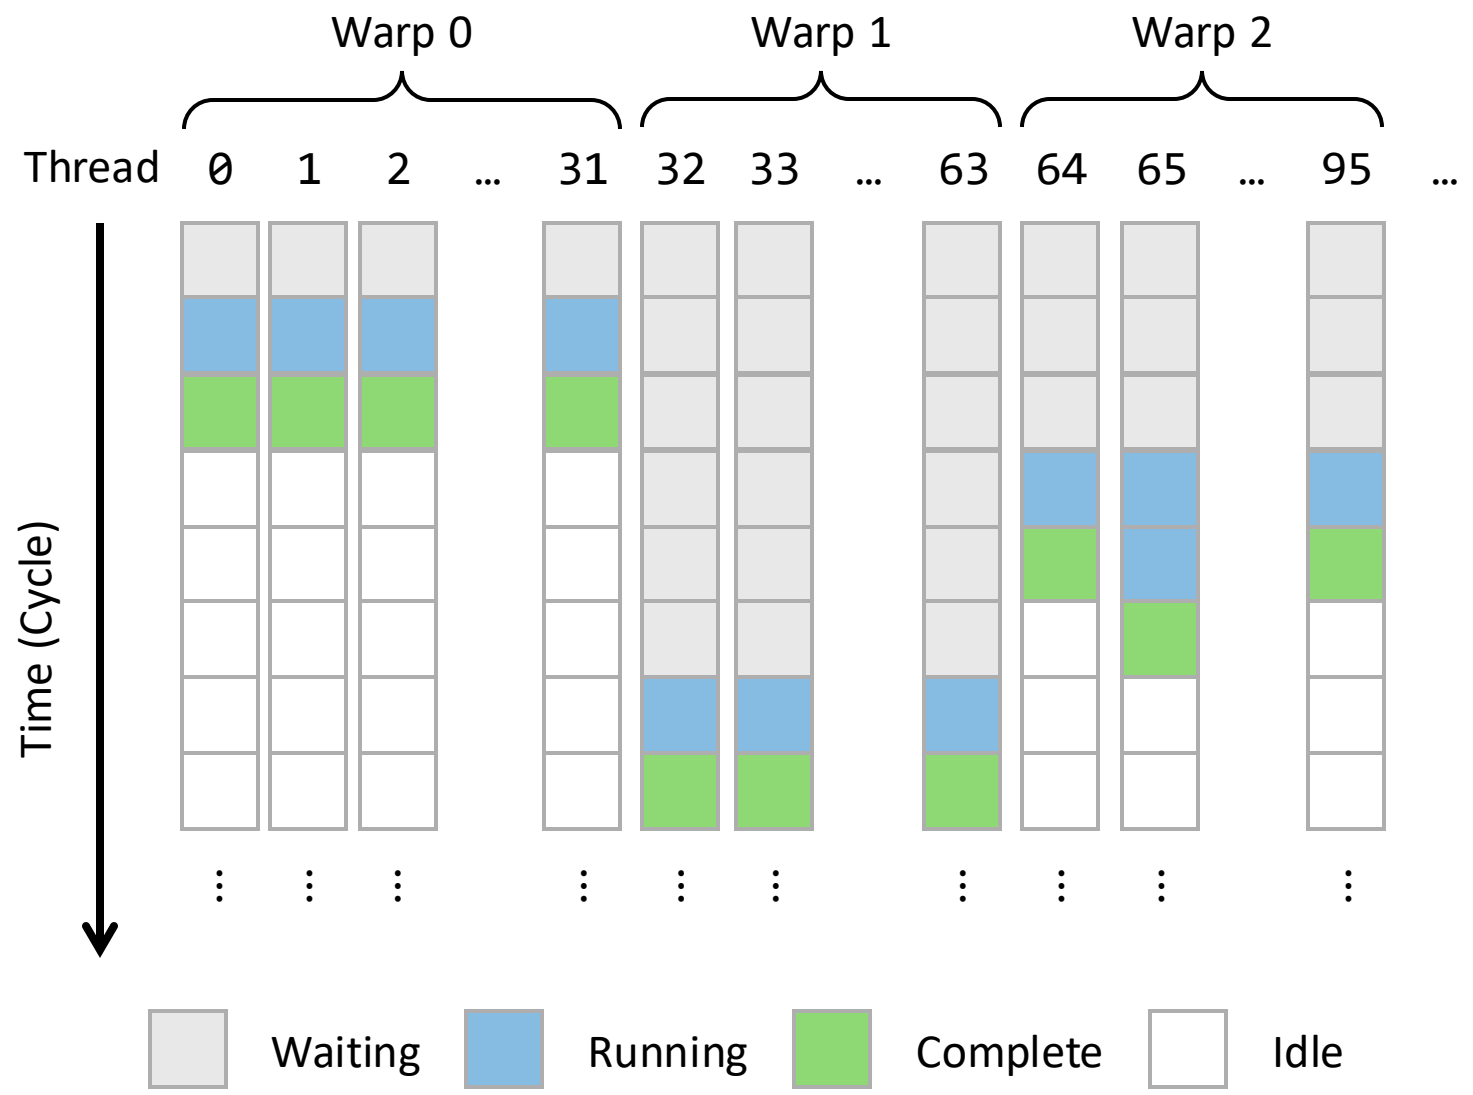 Warp 0 Warp 1 Warp 2
Thread 0 1 2 … 31 32 33 … 63 64 65 … 95 …
Time (Cycle)
⋮ ⋮ ⋮ ⋮ ⋮ ⋮ ⋮ ⋮ ⋮ ⋮
Waiting Running Complete Idle